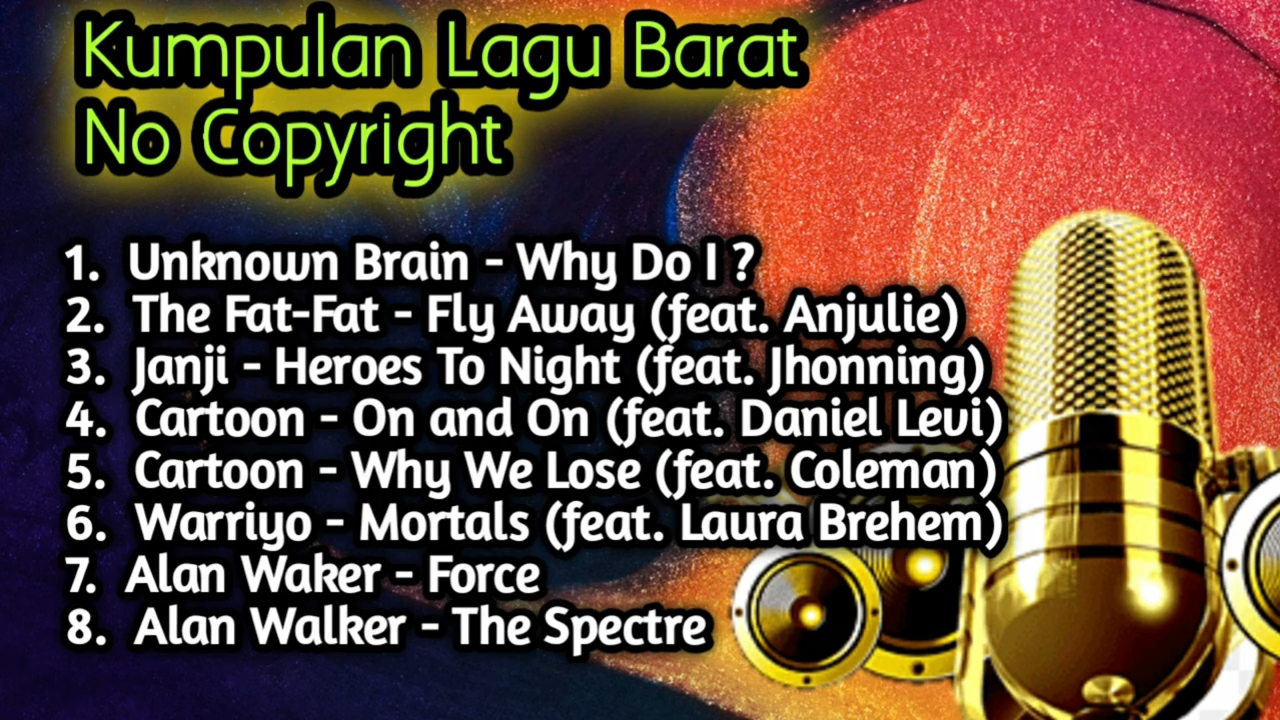 Kumpulan Lagu Barat
No Copyright
1. Unknown Brain - Why Do I ?
2. The Fat-Fat - Fly Away (feat. Anjulie)
3. Janji - Heroes To Night (feat. Jhonning)
4. Cartoon - On and On (feat. Daniel Levi)
5. Cartoon - Why We Lose (feat. Coleman)
6. Warriyo - Mortals (feat. Laura Brehem)
7. Alan Waker - Force
8. Alan Walker - The Spectre